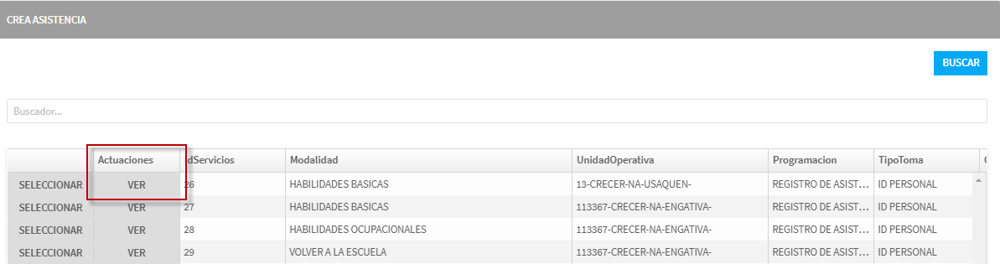 CREA ASISTENCIA
BUSCAR
Buscador...
Actuaciones dServicios Modalidad UnidadOperativa Programacion TipoToma
SELECCIONAR VER 26 HABILIDADES BASICAS 13-CRECER-NA-USAQUEN- REGISTRO DE ASIST... ID PERSONAL
SELECCIONAR VER 27 HABILIDADES BASICAS 113367-CRECER-NA-ENGATIVA- REGISTRO DE ASIST... ID PERSONAL
SELECCIONAR VER 28 HABILIDADES OCUPACIONALES 113367-CRECER-NA-ENGATIVA- REGISTRO DE ASIST... ID PERSONAL
SELECCIONAR VER 29 VOLVER A LA ESCUELA 113367-CRECER-NA-ENGATIVA- REGISTRO DE ASIST... ID PERSONAL